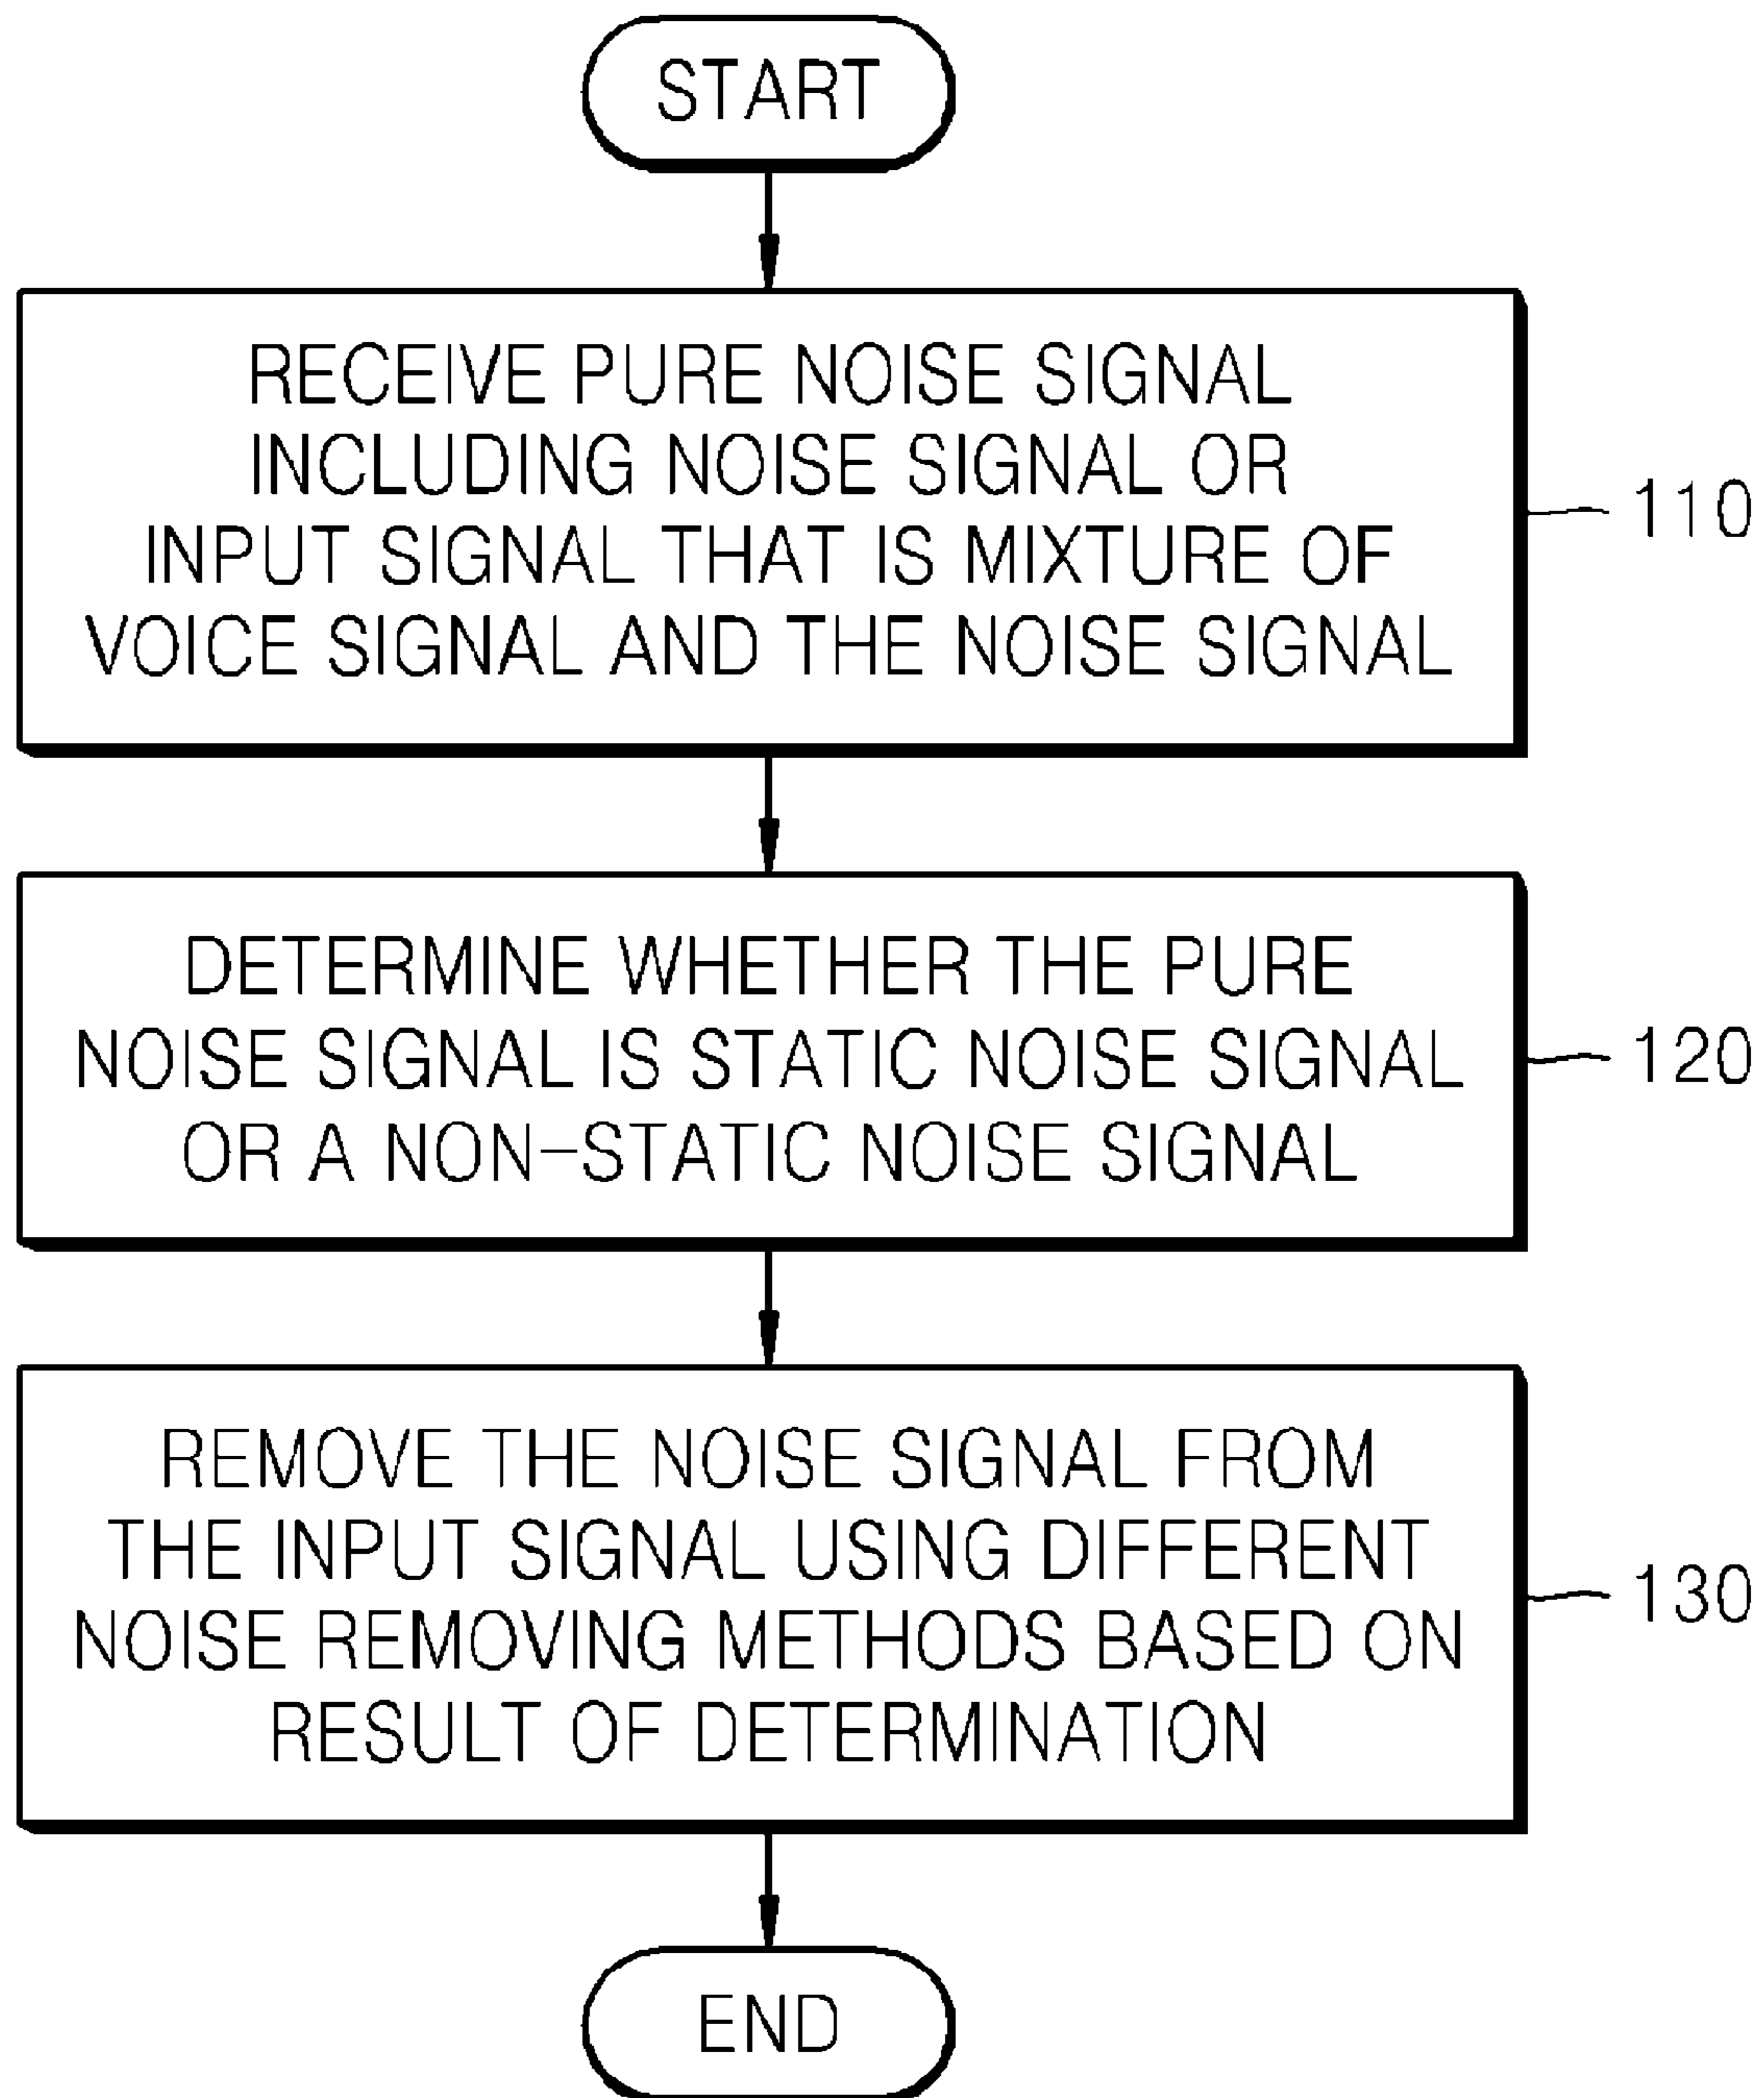 START
RECEIVE PURE NOISE SIGNAL
INCLUDING NOISE SIGNAL OR
INPUT SIGNAL THAT IS MIXTURE OF
VOICE SIGNAL AND THE NOISE SIGNAL
110
DETERMINE WHETHER THE PURE
NOISE SIGNAL IS STATIC NOISE SIGNAL
OR A NON-STATIC NOISE SIGNAL
120
REMOVE THE NOISE SIGNAL FROM
THE INPUT SIGNAL USING DIFFERENT
NOISE REMOVING METHODS BASED ON
RESULT OF DETERMINATION
130
END